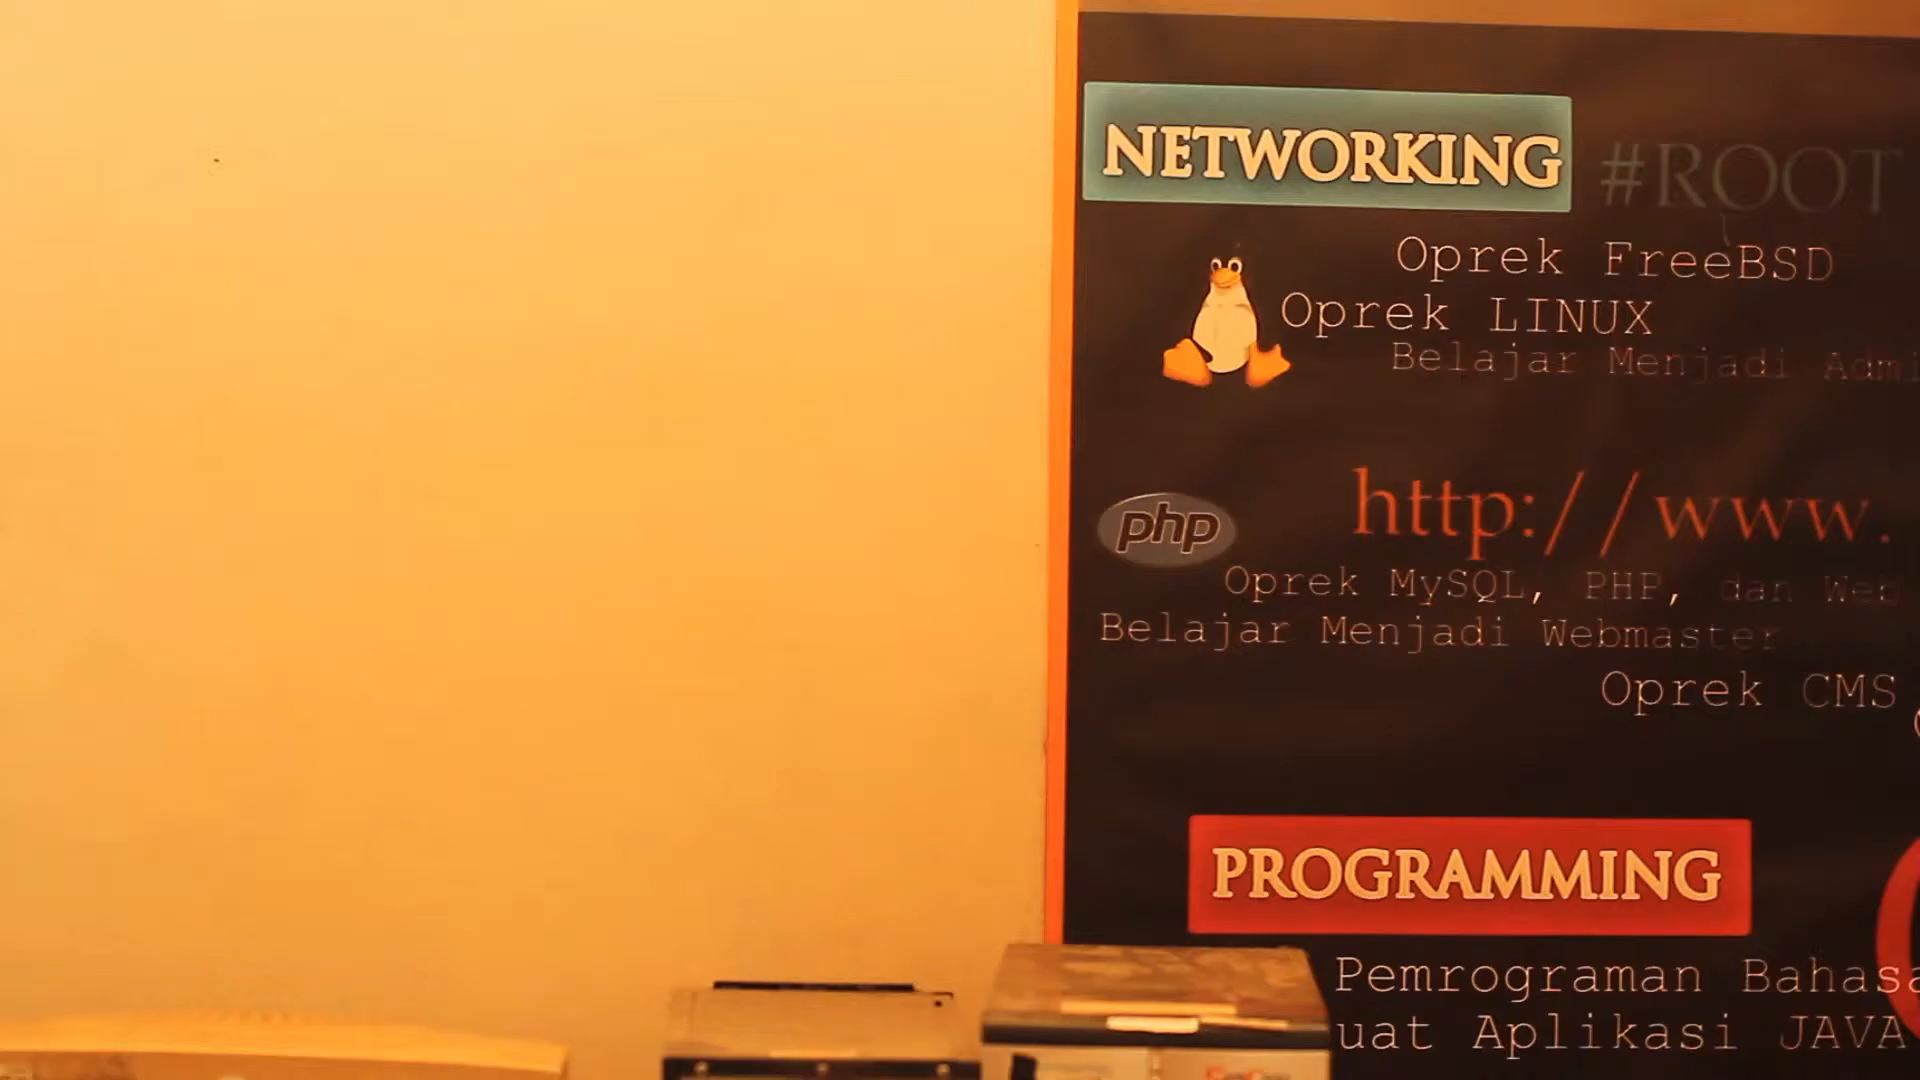 NETWORKING
#ROOT
Oprek FreeBSD
Oprek LINUX
Belajar Menjadi
http://www.
php
Oprek MySQL, PHP, dan Web
Belajar Menjadi Webmaster
Oprek CMS
PROGRAMMING
Pemrograman Bahasa
uat Aplikasi JAVA